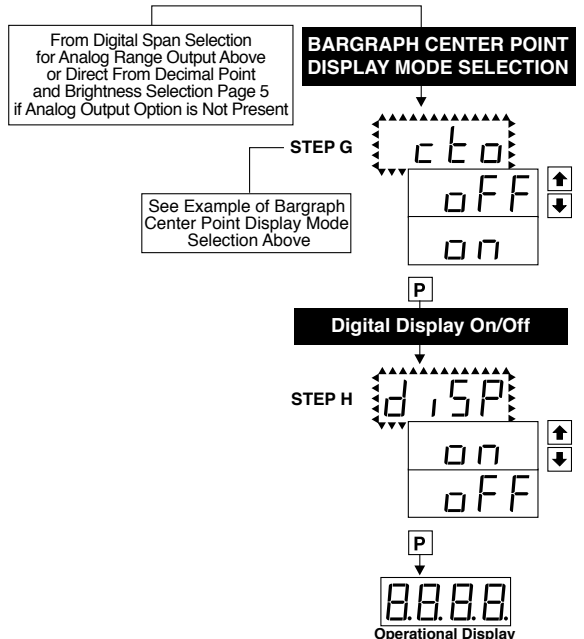 From Digital Span Selection
for Analog Range Output Above
or Direct From Decimal Point
and Brightness Selection Page 5
if Analog Output Option is Not Present
BARGRAPH CENTER POINT
DISPLAY MODE SELECTION
STEP G
cto
oFF
on
See Example of Bargraph
Center Point Display Mode
Selection Above
P
Digital Display On/Off
STEP H
diSP
on
oFF
P
8.8.8.8.
Operational Display